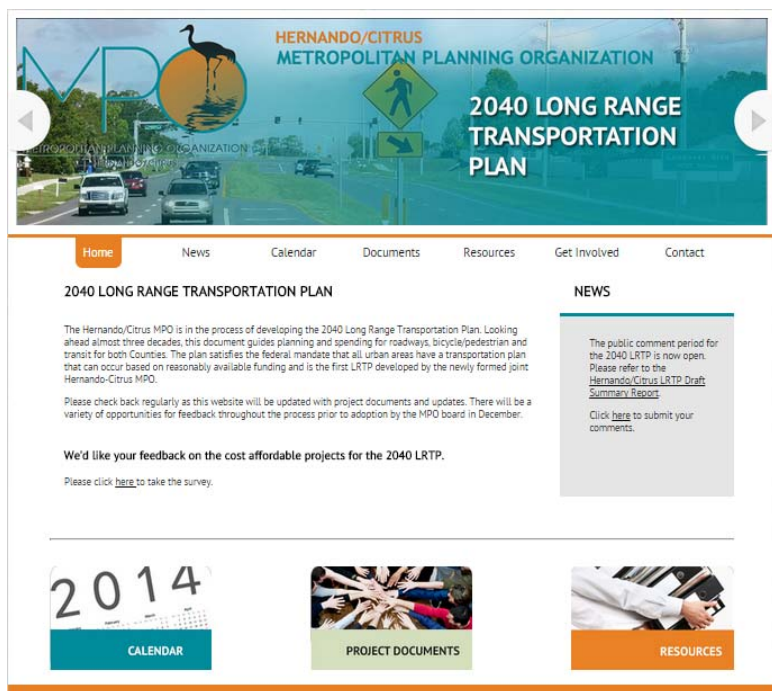 HERNANDO/CITRUS
METROPOLITAN PLANNING ORGANIZATION
MPO
METROPOLITAN PLANNING ORGANIZATION
2040 LONG RANGE
TRANSPORTATION
PLAN
Home News Calendar Documents Resources Get Involved Contact
2040 LONG RANGE TRANSPORTATION PLAN
The Hernando/Citrus MPO is in the process of developing the 2040 Long Range Transportation Plan. Looking
ahead almost three decades, this document guides planning and spending for roadways, bicycle/pedestrian and
transit for both Counties. The plan satisfies the federal mandate that all urban areas have a transportation plan
that can occur based on reasonably available funding and is the first LRTP developed by the newly formed joint
Hernando-Citrus MPO.
Please check back regularly as this website will be updated with project documents and updates. There will be a
variety of opportunities for feedback throughout the process prior to adoption by the MPO board in December.
We'd like your feedback on the cost affordable projects for the 2040 LRTP.
Please click here to take the survey.
NEWS
The public comment period for
the 2040 LRTP is now open.
Please refer to the
Hernando/Citrus LRTP Draft
Summary Report.
Click here to submit your
comments.
2014
February March April
CALENDAR
PROJECT DOCUMENTS
RESOURCES